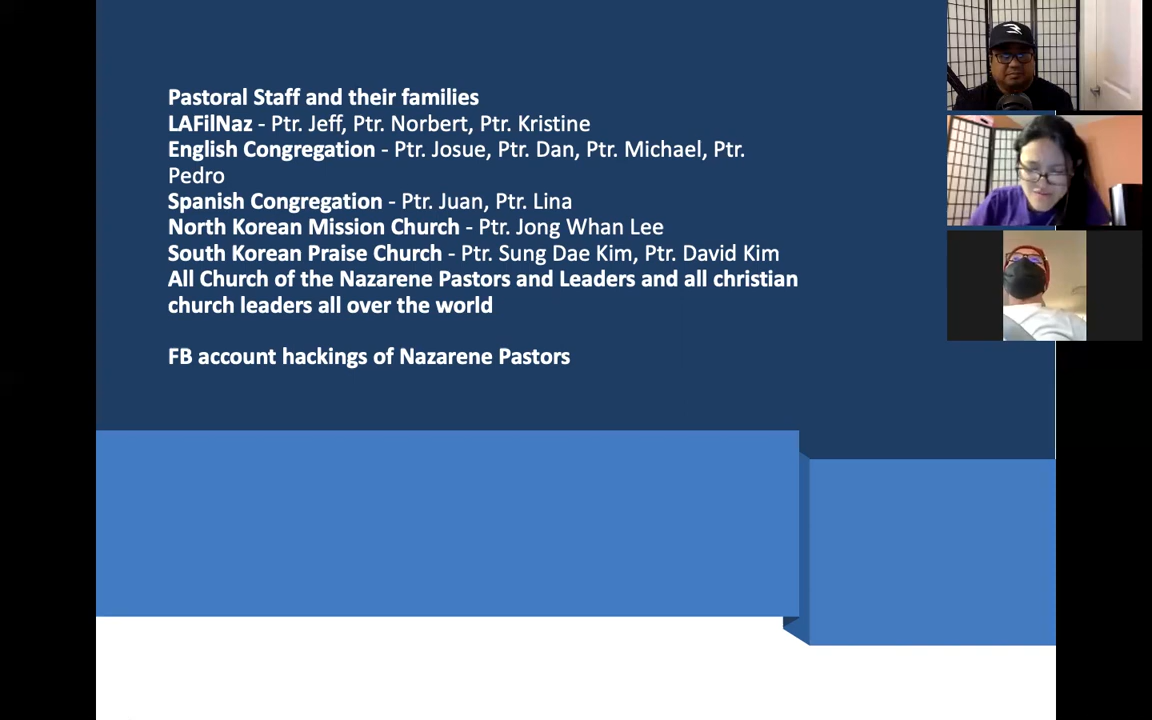 Pastoral Staff and their families
LAFilNaz - Ptr. Jeff, Ptr. Norbert, Ptr. Kristine
English Congregation - Ptr. Josue, Ptr. Dan, Ptr. Michael, Ptr.
Pedro
Spanish Congregation - Ptr. Juan, Ptr. Lina
North Korean Mission Church - Ptr. Jong Whan Lee
South Korean Praise Church - Ptr. Sung Dae Kim, Ptr. David Kim
All Church of the Nazarene Pastors and Leaders and all christian
church leaders all over the world
FB account hackings of Nazarene Pastors